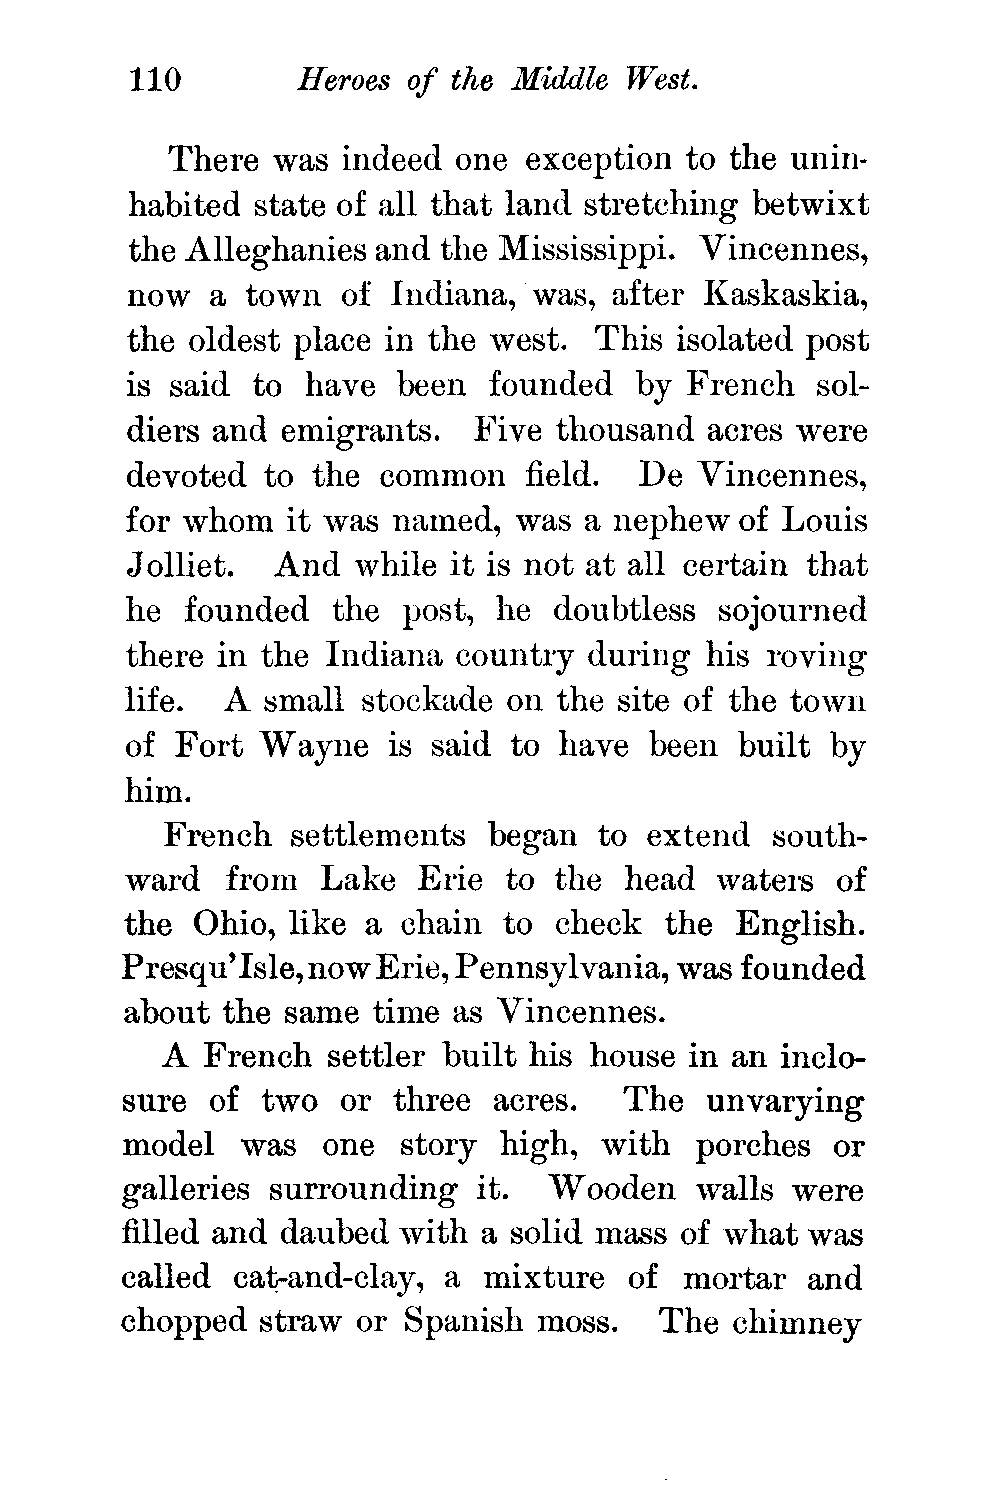 110 Heroes of the Middle West.
There was indeed one exception to the unin-
habited state of all that land stretching betwixt
the Alleghanies and the Mississippi. Vincennes,
now a town of Indiana, was, after Kaskaskia,
the oldest place in the west. This isolated post
is said to have been founded by French sol-
diers and emigrants. Five thousand acres were
devoted to the common field. De Vincennes,
for whom it was named, was a nephew of Louis
Jolliet. And while it is not at all certain that
he founded the post, he doubtless sojourned
there in the Indiana country during his roving
life. A small stockade on the site of the town
of Fort Wayne is said to have been built by
him.
French settlements began to extend south-
ward from Lake Erie to the head waters of
the Ohio, like a chain to check the English.
Presqu'Isle, now Erie, Pennsylvania, was founded
about the same time as Vincennes.
A French settler built his house in an inclo-
sure of two or three acres. The unvarying
model was one story high, with porches or
galleries surrounding it. Wooden walls were
filled and daubed with a solid mass of what was
called cat-and-clay, a mixture of mortar and
chopped straw or Spanish moss. The chimney